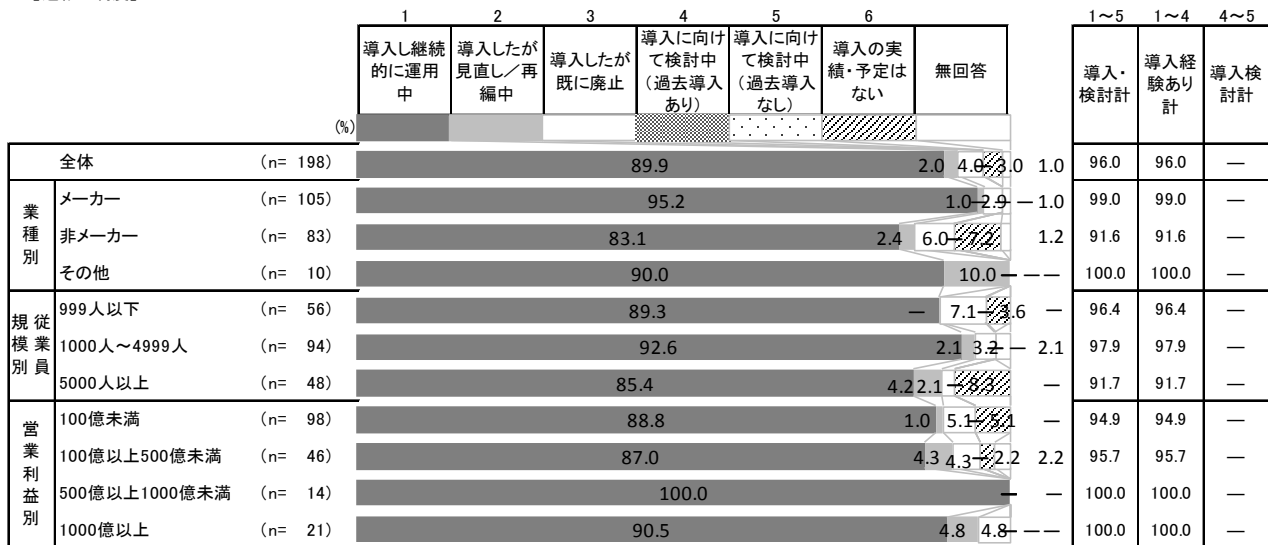 1 2 3 4 5 6 1～5 1～4 4～5
導入し継続的に運用中 導入したが見直し／再編中 導入したが既に廃止 導入に向けて検討中（過去導入あり） 導入に向けて検討中（過去導入なし） 導入の実績・予定はない 無回答 導入・検討計 導入経験あり計 導入検討計
(%)
全体 (n= 198) 89.9 2.0 4.0 - 3.0 1.0 96.0 96.0 ―
業種別
メーカー (n= 105) 95.2 1.0 ― 2.9 ― ― 1.0 99.0 99.0 ―
非メーカー (n= 83) 83.1 2.4 6.0 ― 7.2 1.2 91.6 91.6 ―
その他 (n= 10) 90.0 10.0 ― ― ― 100.0 100.0 ―
従業員規模別
999人以下 (n= 56) 89.3 ― 7.1 ― 3.6 ― 96.4 96.4 ―
1000人～4999人 (n= 94) 92.6 2.1 3.2 ― ― 2.1 97.9 97.9 ―
5000人以上 (n= 48) 85.4 4.2 2.1 ― 8.3 ― 91.7 91.7 ―
営業利益別
100億未満 (n= 98) 88.8 1.0 5.1 ― 5.1 ― 94.9 94.9 ―
100億以上500億未満 (n= 46) 87.0 4.3 4.3 ― 2.2 2.2 95.7 95.7 ―
500億以上1000億未満 (n= 14) 100.0 ― ― 100.0 100.0 ―
1000億以上 (n= 21) 90.5 4.8 4.8 ― ― ― 100.0 100.0 ―